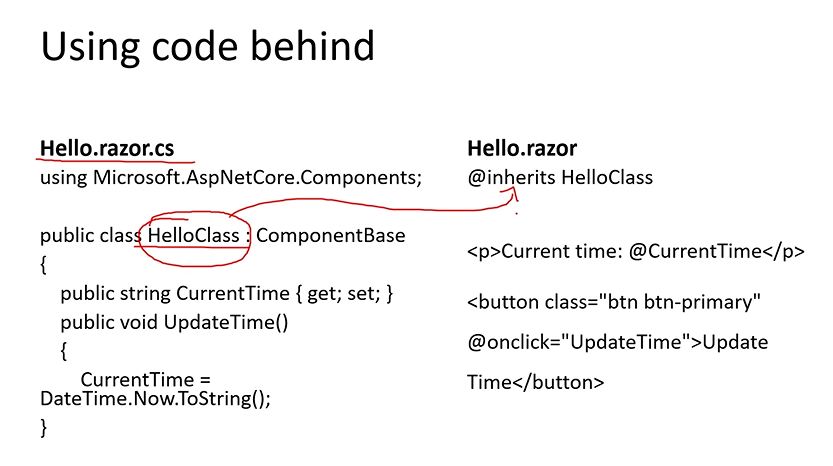 Using code behind
Hello.razor.cs
using Microsoft.AspNetCore.Components;
public class HelloClass : ComponentBase
{
public string CurrentTime { get; set; }
public void UpdateTime()
{
CurrentTime =
DateTime.Now.ToString();
}
Hello.razor
@inherits HelloClass
<p>Current time: @CurrentTime</p>
<button class="btn btn-primary"
@onclick="UpdateTime">Update
Time</button>